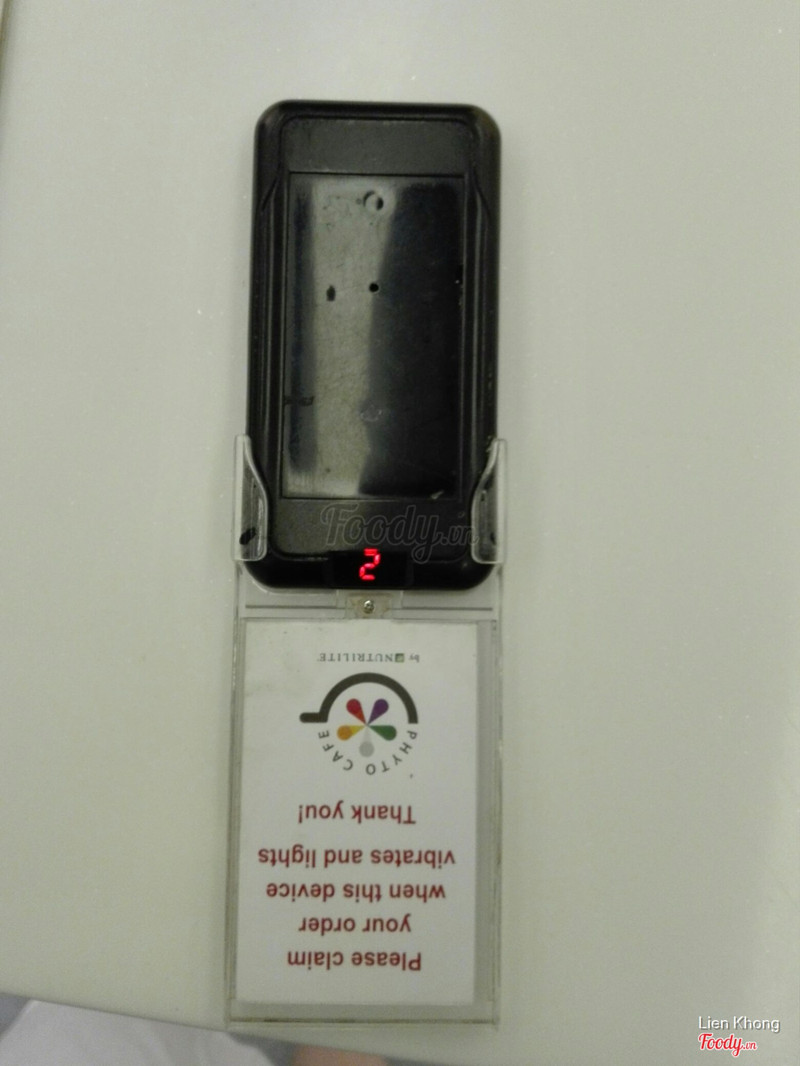 Please claim
your order
when this device
vibrates and lights
Thank you!
PHYTO CAFE
by NUTRILITE
2
Foody.vn
Lien Khong
Foody.vn